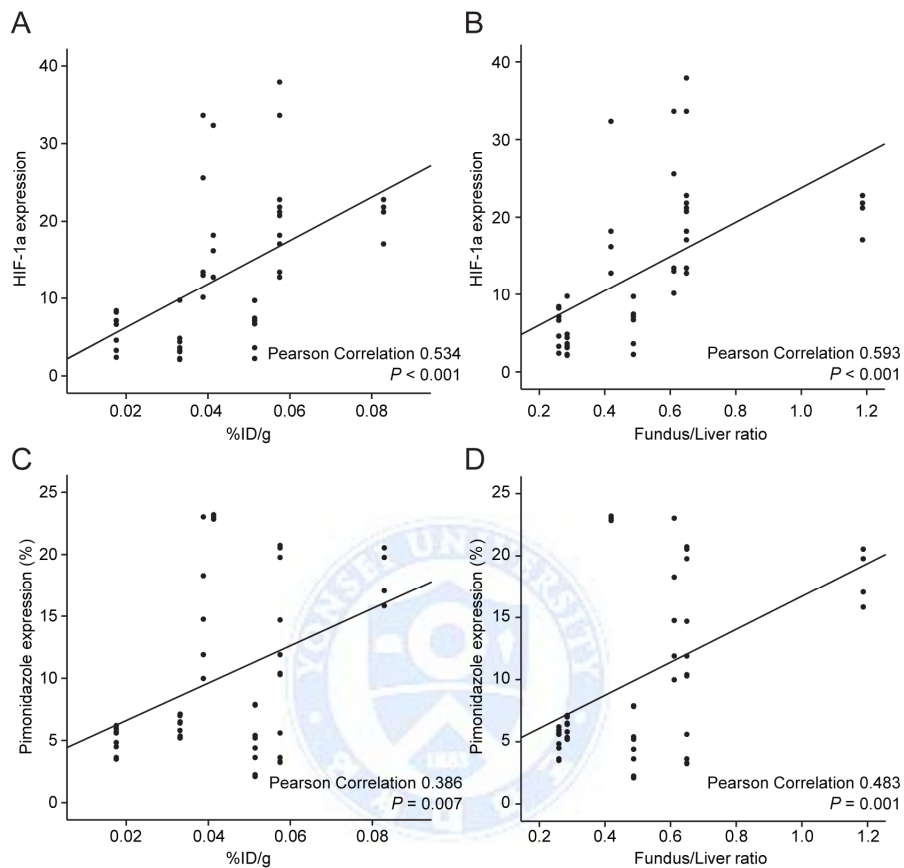 A
HIF-1a expression
40
30
20
10
0
Pearson Correlation 0.534
P < 0.001
0.02 0.04 0.06 0.08
%ID/g
B
HIF-1a expression
40
30
20
10
0
Pearson Correlation 0.593
P < 0.001
0.2 0.4 0.6 0.8 1.0 1.2
Fundus/Liver ratio
C
Pimonidazole expression (%)
25
20
15
10
5
0
Pearson Correlation 0.386
P = 0.007
0.02 0.04 0.06 0.08
%ID/g
D
Pimonidazole expression (%)
25
20
15
10
5
0
Pearson Correlation 0.483
P = 0.001
0.2 0.4 0.6 0.8 1.0 1.2
Fundus/Liver ratio
YONSEI UNIVERSITY
1885